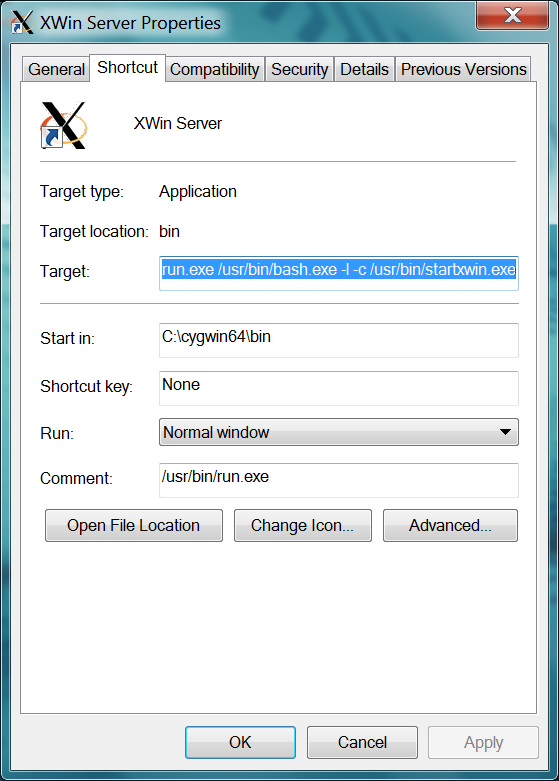 XWin Server Properties
General Shortcut Compatibility Security Details Previous Versions
XWin Server
Target type: Application
Target location: bin
Target: run.exe /usr/bin/bash.exe -l -c /usr/bin/startxwin.exe
Start in: C:\cygwin64\bin
Shortcut key: None
Run: Normal window
Comment: /usr/bin/run.exe
Open File Location Change Icon... Advanced...
OK Cancel Apply